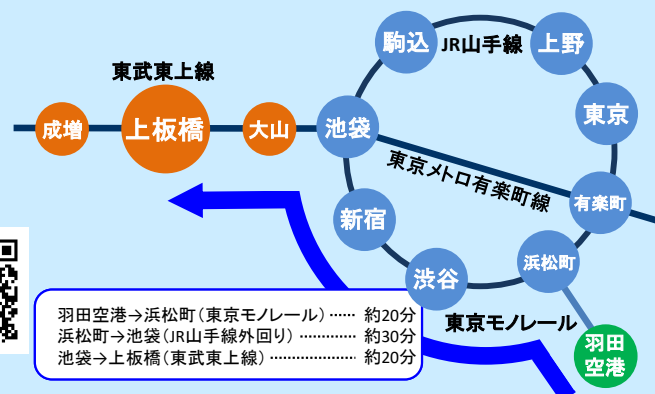 駒込
JR山手線
上野
東武東上線
成増
上板橋
大山
池袋
東京
東京メトロ有楽町線
有楽町
新宿
浜松町
渋谷
東京モノレール
羽田
空港
羽田空港→浜松町（東京モノレール）…… 約20分
浜松町→池袋（JR山手線外回り）………… 約30分
池袋→上板橋（東武東上線）……………… 約20分